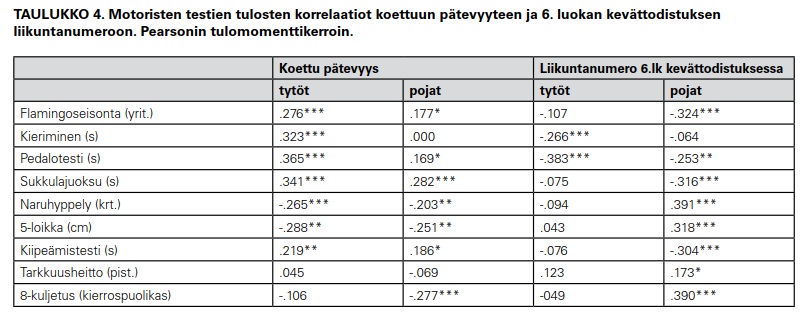 TAULUKKO 4. Motoristen testien tulosten korrelaatiot koettuun pätevyyteen ja 6. luokan kevättodistuksen
liikuntanumeroon. Pearsonin tulomomenttikerroin.
Koettu pätevyys Liikuntanumero 6.lk kevättodistuksessa
tytöt pojat tytöt pojat
Flamingoseisonta (yrit.) .276*** .177* -.107 -.324***
Kieriminen (s) .323*** .000 -.266*** -.064
Pedalotesti (s) .365*** .169* -.383*** -.253**
Sukkulajuoksu (s) .341*** .282*** -.075 -.316***
Naruhyppely (krt.) -.265*** -.203** -.094 .391***
5-loikka (cm) -.288** -.251** .043 .318***
Kiipeämistesti (s) .219** .186* -.076 -.304***
Tarkkuusheitto (pist.) .045 -.069 .123 .173*
8-kuljetus (kierrospuolikas) -.106 -.277*** -049 .390***